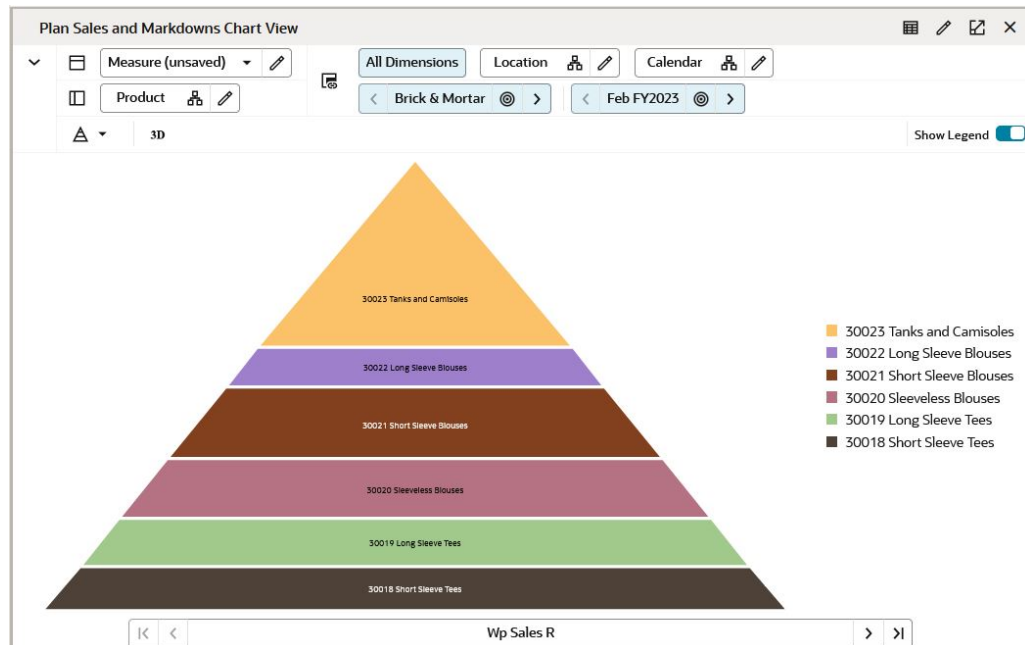 Plan Sales and Markdowns Chart View
Measure (unsaved)
All Dimensions
Location
Calendar
Product
Brick & Mortar
Feb FY2023
3D
Show Legend
30023 Tanks and Camisoles
30022 Long Sleeve Blouses
30021 Short Sleeve Blouses
30020 Sleeveless Blouses
30019 Long Sleeve Tees
30018 Short Sleeve Tees
30023 Tanks and Camisoles
30022 Long Sleeve Blouses
30021 Short Sleeve Blouses
30020 Sleeveless Blouses
30019 Long Sleeve Tees
30018 Short Sleeve Tees
Wp Sales R